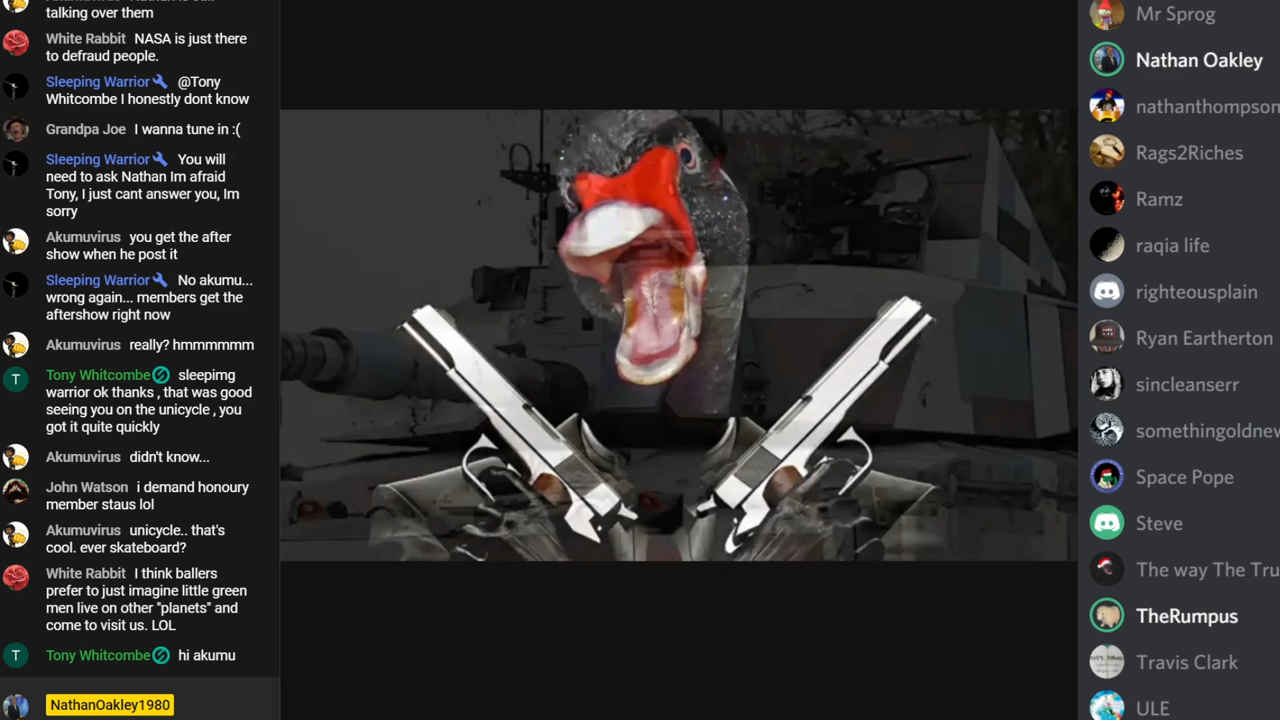 talking over them
White Rabbit NASA is just there
to defraud people.
Sleeping Warrior @Tony
Whitcombe I honestly dont know
Grandpa Joe I wanna tune in :(
Sleeping Warrior You will
need to ask Nathan Im afraid
Tony, I just cant answer you, Im
sorry
Akumuvirus you get the after
show when he post it
Sleeping Warrior No akumu...
wrong again... members get the
aftershow right now
Akumuvirus really? hmmmmmm
T Tony Whitcombe sleepimg
warrior ok thanks , that was good
seeing you on the unicycle , you
got it quite quickly
Akumuvirus didn't know...
John Watson i demand honoury
member staus lol
Akumuvirus unicycle.. that's
cool. ever skateboard?
White Rabbit I think ballers
prefer to just imagine little green
men live on other "planets" and
come to visit us. LOL
T Tony Whitcombe hi akumu
NathanOakley1980
Mr Sprog
Nathan Oakley
nathanthompson
Rags2Riches
Ramz
raqia life
righteousplain
Ryan Eartherton
sincleanserr
somethingoldnew
Space Pope
Steve
The way The Tru
TheRumpus
Travis Clark
ULE